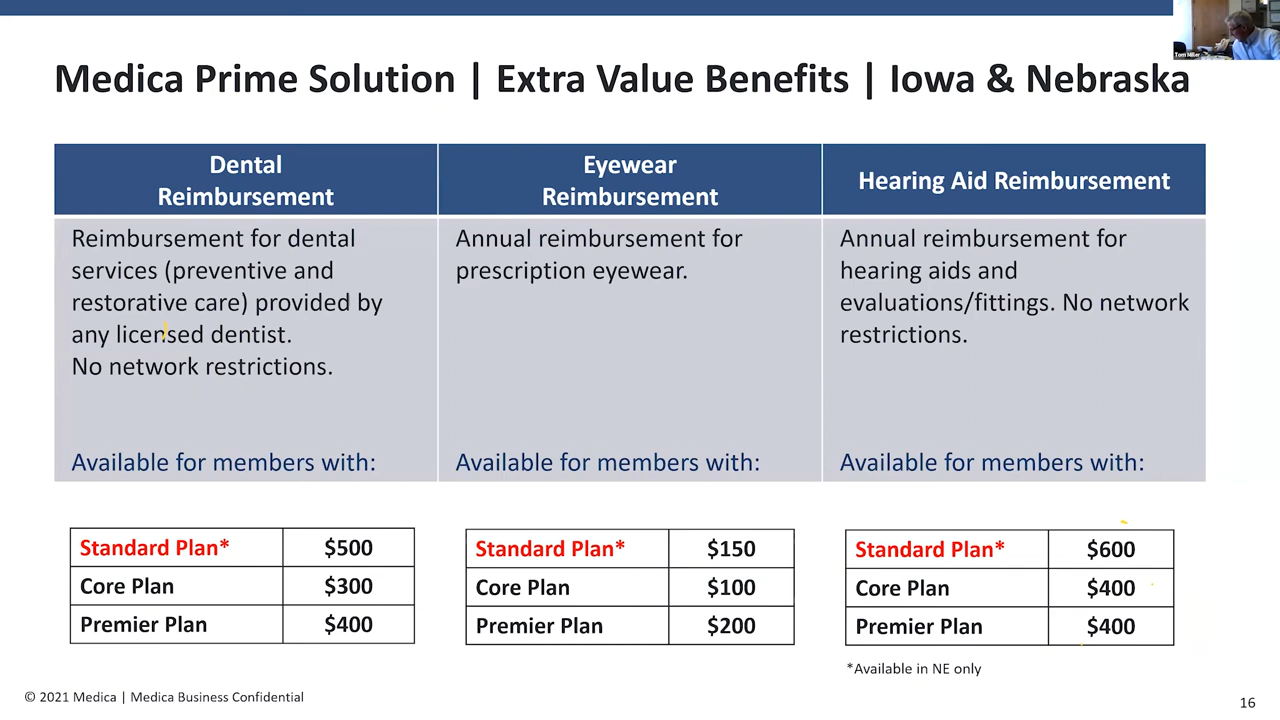 Tom Miller
Medica Prime Solution | Extra Value Benefits | Iowa & Nebraska
Dental
Reimbursement
Eyewear
Reimbursement
Hearing Aid Reimbursement
Reimbursement for dental
services (preventive and
restorative care) provided by
any licensed dentist.
No network restrictions.
Available for members with:
Annual reimbursement for
prescription eyewear.
Available for members with:
Annual reimbursement for
hearing aids and
evaluations/fittings. No network
restrictions.
Available for members with:
Standard Plan* $500
Core Plan $300
Premier Plan $400
Standard Plan* $150
Core Plan $100
Premier Plan $200
Standard Plan* $600
Core Plan $400
Premier Plan $400
*Available in NE only
© 2021 Medica | Medica Business Confidential
16